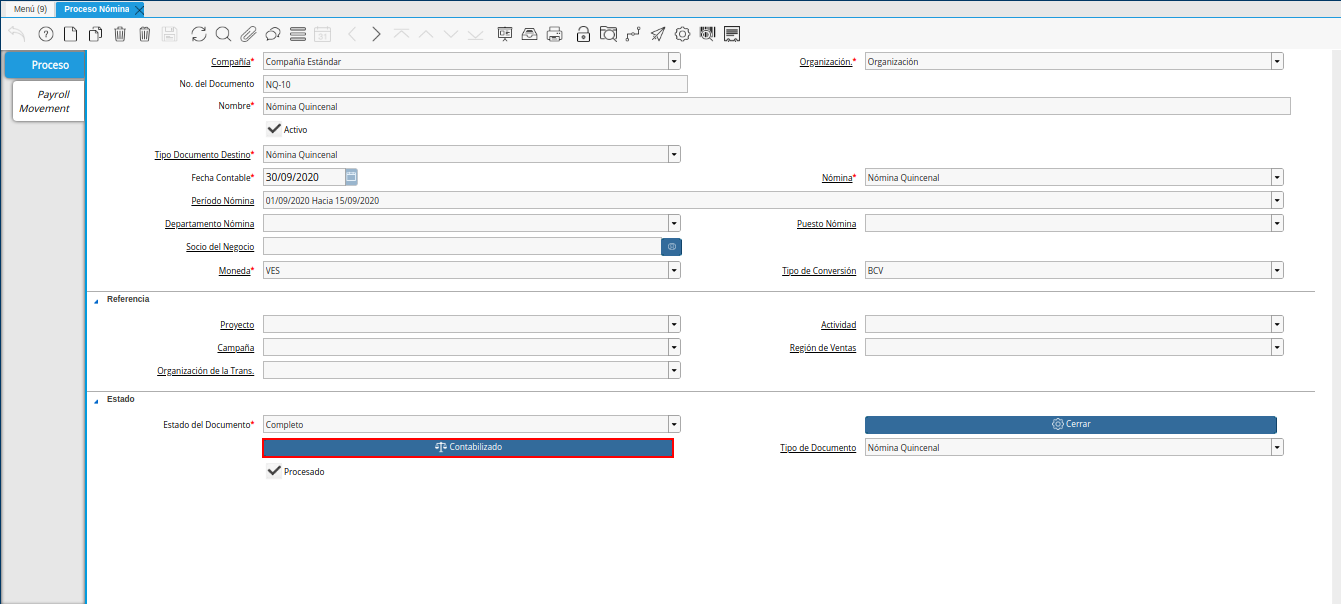 Menú (9) Proceso Nómina
Proceso
Payroll
Movement
Compañía* Compañía Estándar Organización.* Organización
No. del Documento NQ-10
Nombre* Nómina Quincenal
Activo
Tipo Documento Destino* Nómina Quincenal
Fecha Contable* 30/09/2020 Nómina* Nómina Quincenal
Período Nómina 01/09/2020 Hacia 15/09/2020
Departamento Nómina Puesto Nómina
Socio del Negocio
Moneda* VES Tipo de Conversión BCV
Referencia
Proyecto Actividad
Campaña Región de Ventas
Organización de la Trans.
Estado
Estado del Documento* Completo Cerrar
Contabilizado Tipo de Documento Nómina Quincenal
Procesado